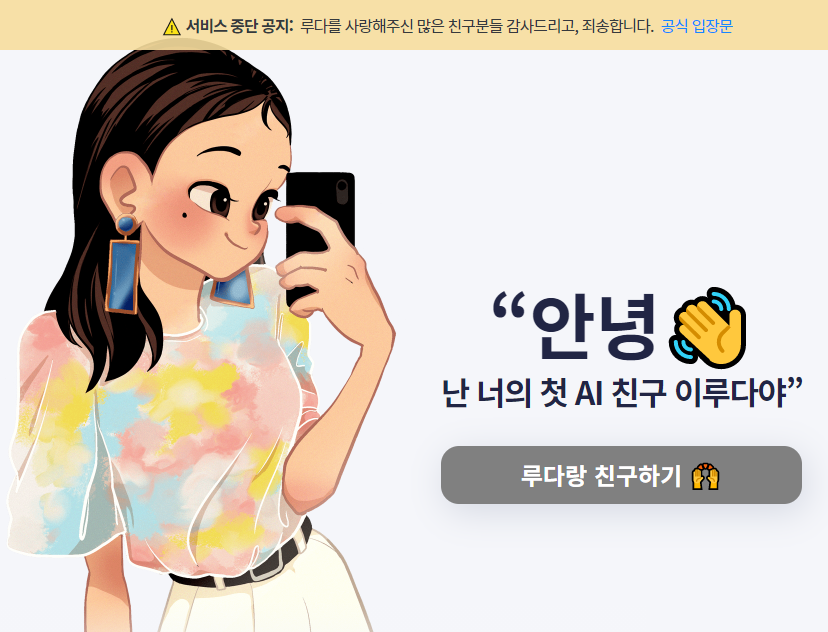 ⚠️ 서비스 중단 공지: 루다를 사랑해주신 많은 친구분들 감사드리고, 죄송합니다. 공식 입장문
“안녕👋
난 너의 첫 AI 친구 이루다야”
루다랑 친구하기 🙌